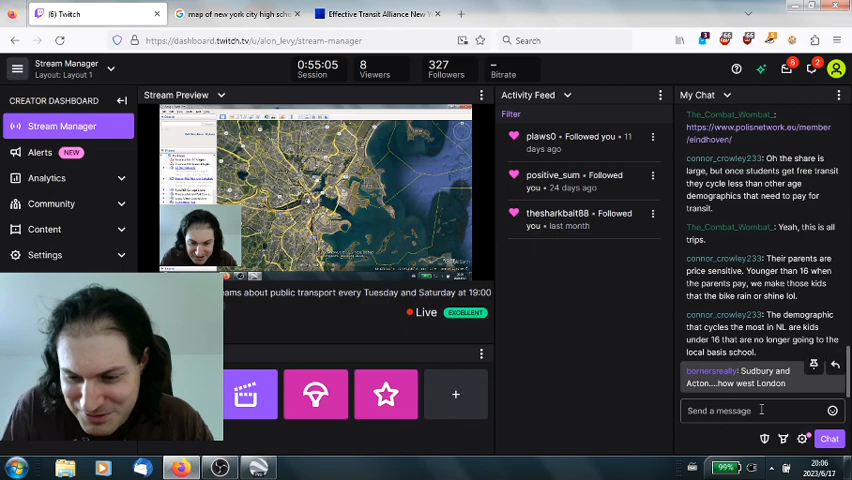 (6) Twitch
map of new york city high scho
Effective Transit Alliance New Y
https://dashboard.twitch.tv/u/alon_levy/stream-manager
Search
Stream Manager
Layout: Layout 1
0:55:05
Session
8
Viewers
327
Followers
–
Bitrate
6
2
CREATOR DASHBOARD
Stream Manager
Alerts NEW
Analytics
Community
Content
Settings
Stream Preview
eams about public transport every Tuesday and Saturday at 19:00
Live EXCELLENT
Activity Feed
Filter
plaws0 • Followed
you • 11
days ago
positive_sum • Followed
you • 24 days ago
thesharkbait88 • Followed
you • last month
My Chat
The_Combat_Wombat_:
https://www.polisnetwork.eu/member
/eindhoven/
connor_crowley233: Oh the share is
large, but once students get free transit
they cycle less than other age
demographics that need to pay for
transit.
The_Combat_Wombat_: Yeah, this is all
trips.
connor_crowley233: Their parents are
price sensitive. Younger than 16 when
the parents pay, we make those kids
that the bike rain or shine lol.
connor_crowley233: The demographic
that cycles the most in NL are kids
under 16 that are no longer going to the
local basis school.
bornersreally: Sudbury and
Acton....how west London
Send a message
Chat
99%
20:06
2023/6/17